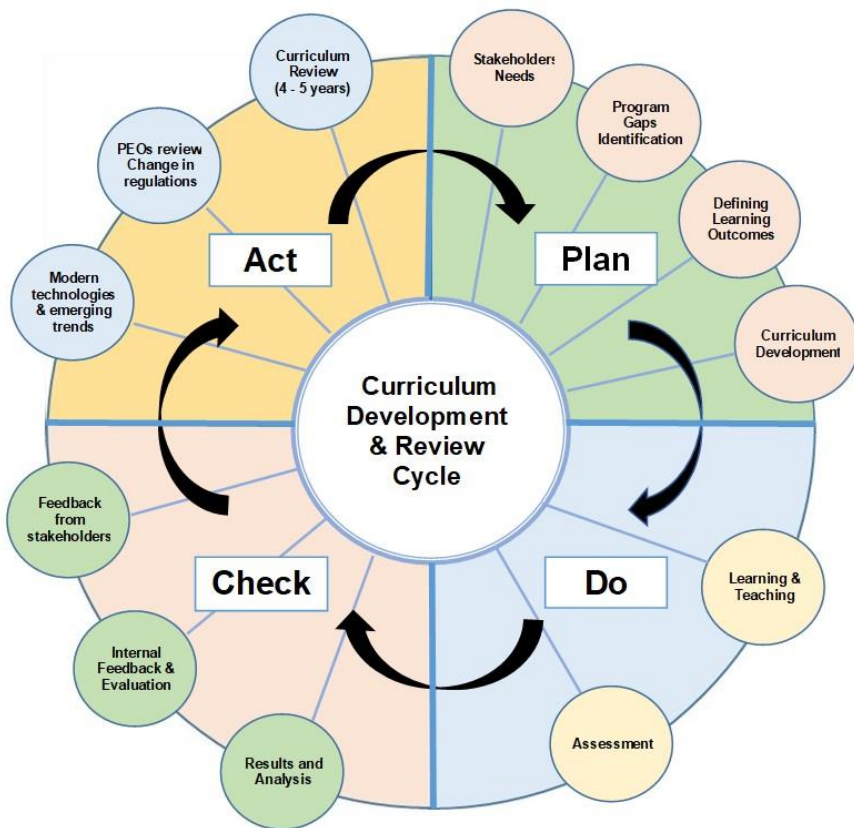 Curriculum
Review
(4 - 5 years)
Stakeholders
Needs
Program
Gaps
Identification
PEOs review
Change in
regulations
Defining
Learning
Outcomes
Act
Plan
Modern
technologies
& emerging
trends
Curriculum
Development
Curriculum
Development
& Review
Cycle
Feedback
from
stakeholders
Check
Do
Learning &
Teaching
Internal
Feedback &
Evaluation
Assessment
Results and
Analysis